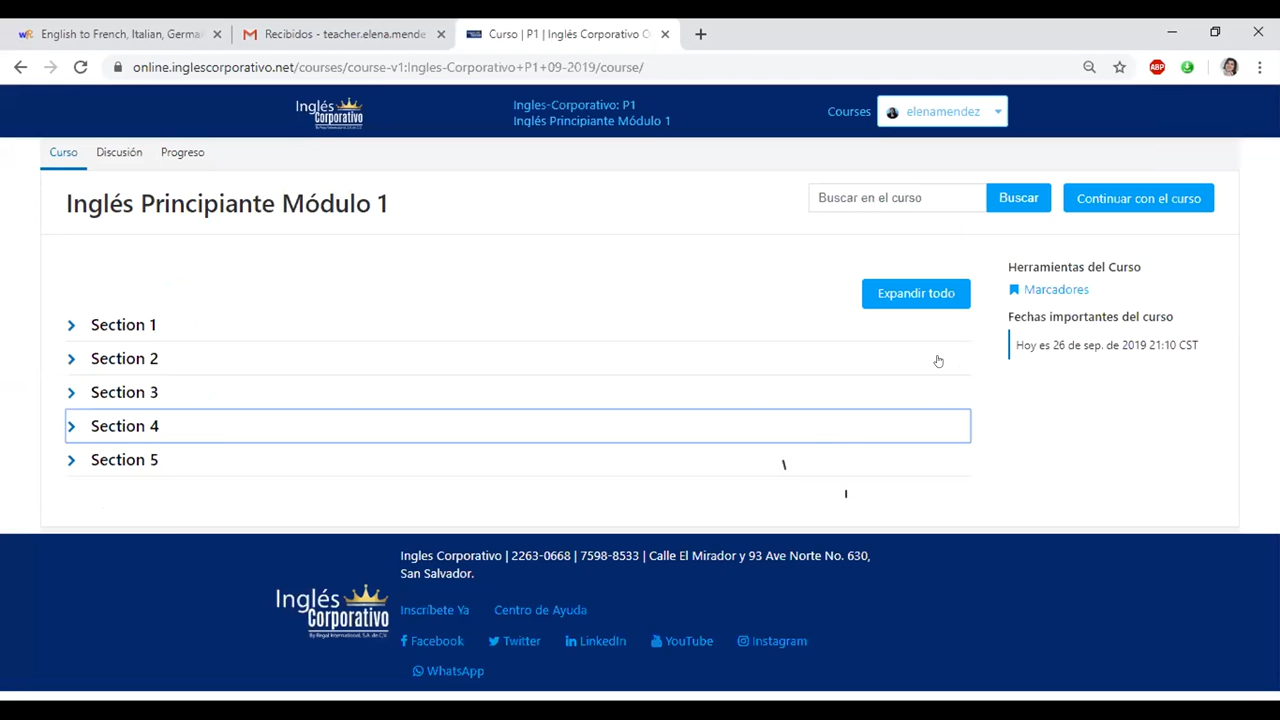 English to French, Italian, Germa
Recibidos - teacher.elena.mende
Curso | P1 | Inglés Corporativo O
online.inglescorporativo.net/courses/course-v1:Ingles-Corporativo+P1+09-2019/course/
ABP
Inglés Corporativo
Ingles-Corporativo: P1
Inglés Principiante Módulo 1
Courses
elenamendez
Curso
Discusión
Progreso
Inglés Principiante Módulo 1
Buscar en el curso
Buscar
Continuar con el curso
Herramientas del Curso
Marcadores
Expandir todo
Fechas importantes del curso
Hoy es 26 de sep. de 2019 21:10 CST
Section 1
Section 2
Section 3
Section 4
Section 5
Ingles Corporativo | 2263-0668 | 7598-8533 | Calle El Mirador y 93 Ave Norte No. 630,
San Salvador.
Inglés
Corporativo
By Regal International, S.A. de C.V.
Inscríbete Ya
Centro de Ayuda
Facebook
Twitter
LinkedIn
YouTube
Instagram
WhatsApp